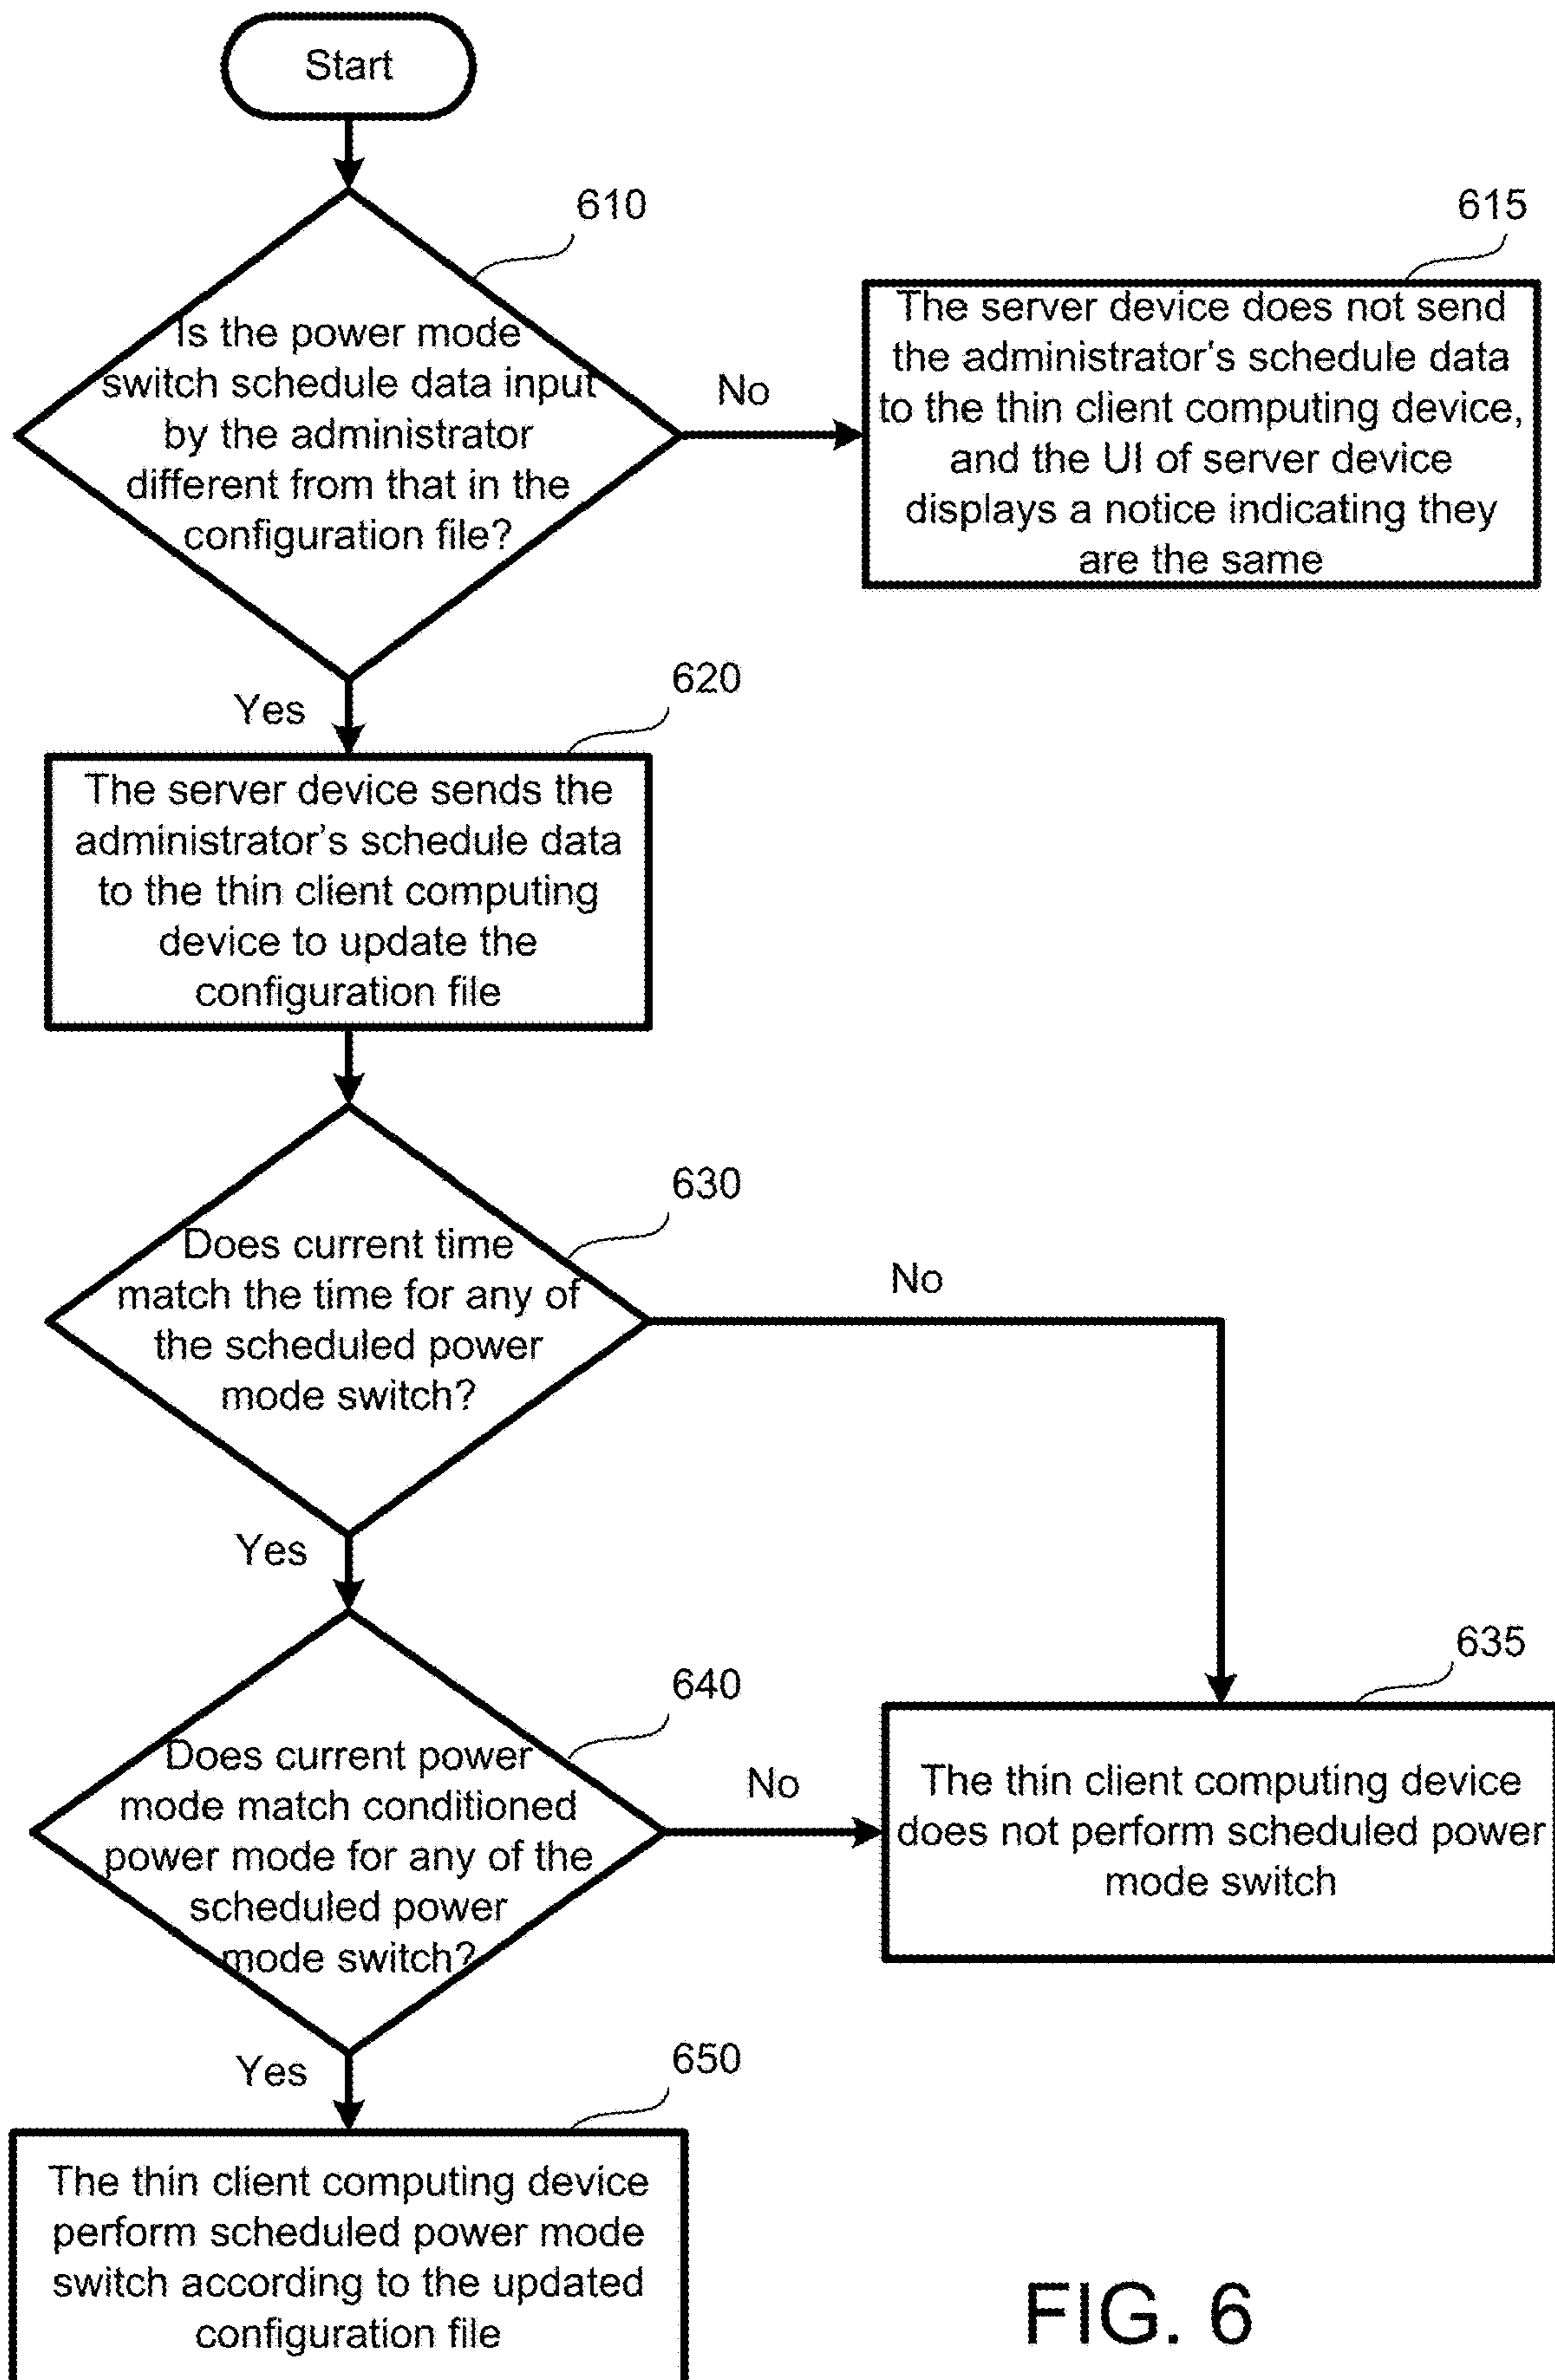 Start
610
Is the power mode
switch schedule data input
by the administrator
different from that in the
configuration file?
No
615
The server device does not send
the administrator's schedule data
to the thin client computing device,
and the UI of server device
displays a notice indicating they
are the same
Yes
620
The server device sends the
administrator's schedule data
to the thin client computing
device to update the
configuration file
630
Does current time
match the time for any of
the scheduled power
mode switch?
No
Yes
640
Does current power
mode match conditioned
power mode for any of the
scheduled power
mode switch?
No
635
The thin client computing device
does not perform scheduled power
mode switch
Yes
650
The thin client computing device
perform scheduled power mode
switch according to the updated
configuration file
FIG. 6